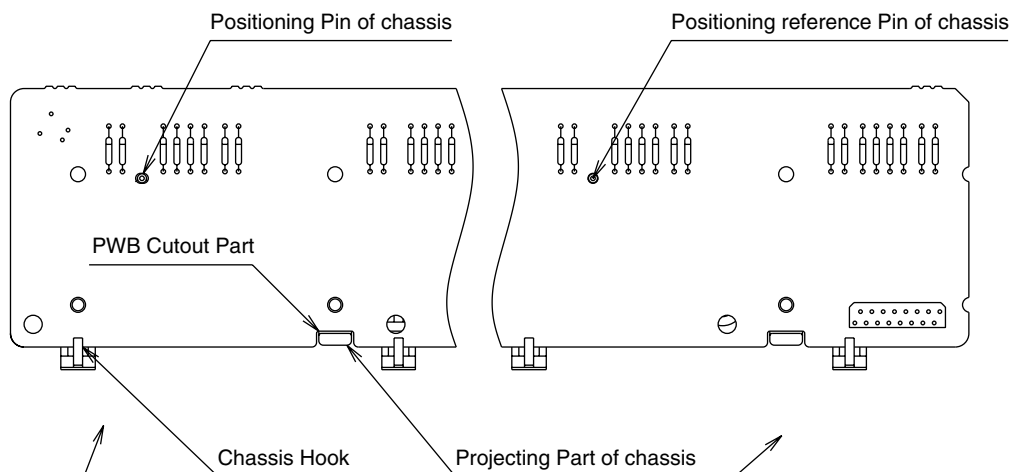 Positioning Pin of chassis
Positioning reference Pin of chassis
PWB Cutout Part
Chassis Hook
Projecting Part of chassis